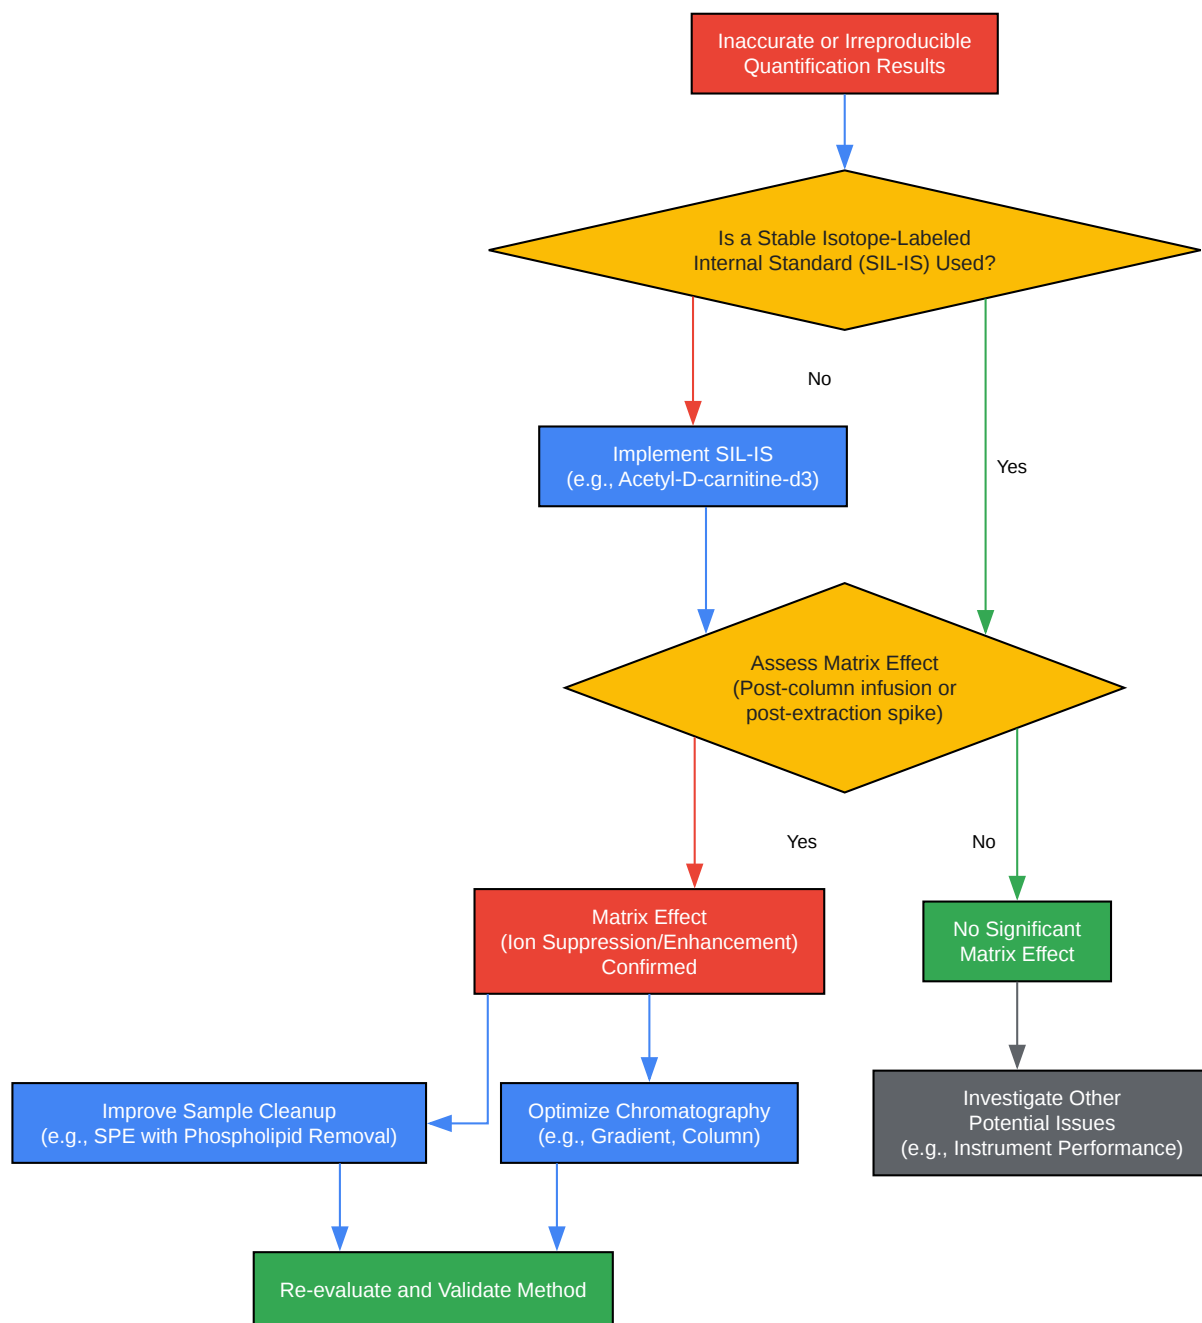 Inaccurate or Irreproducible
Quantification Results
Is a Stable Isotope-Labeled
Internal Standard (SIL-IS) Used?
No
Implement SIL-IS
(e.g., Acetyl-D-carnitine-d3)
Yes
Assess Matrix Effect
(Post-column infusion or
post-extraction spike)
Yes
No
Matrix Effect
(Ion Suppression/Enhancement)
Confirmed
No Significant
Matrix Effect
Improve Sample Cleanup
(e.g., SPE with Phospholipid Removal)
Optimize Chromatography
(e.g., Gradient, Column)
Investigate Other
Potential Issues
(e.g., Instrument Performance)
Re-evaluate and Validate Method